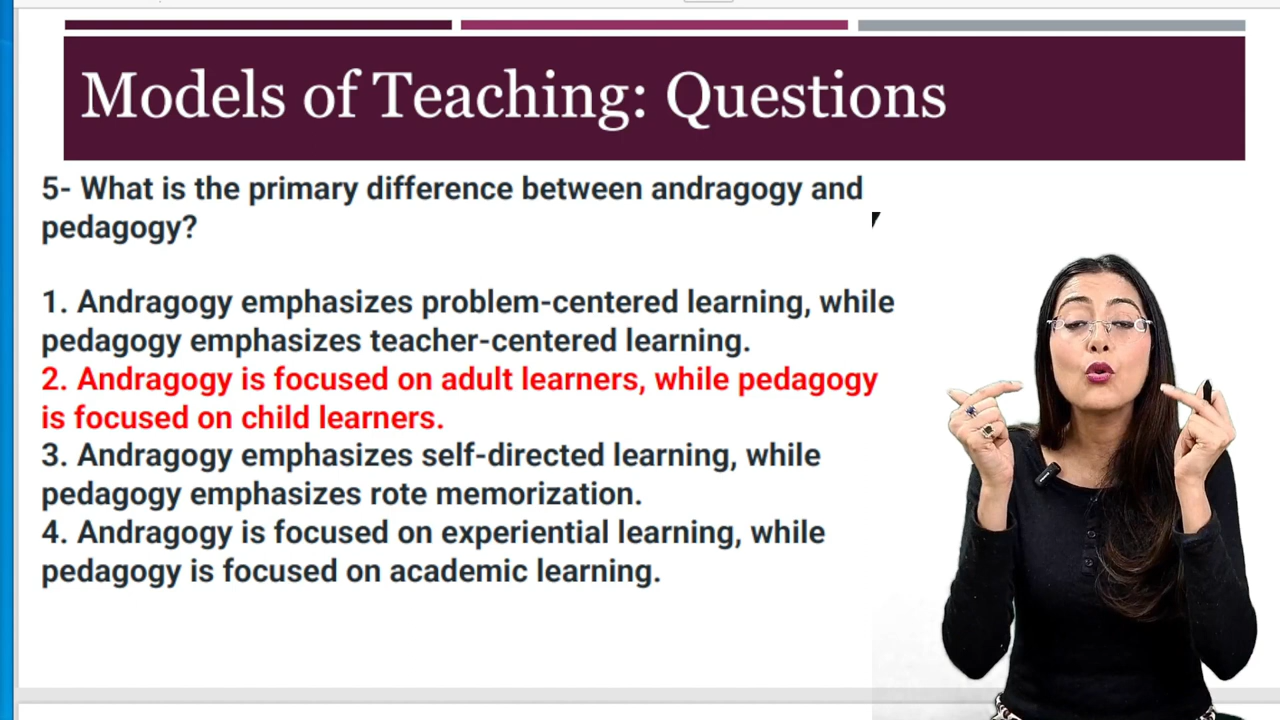 Models of Teaching: Questions
5- What is the primary difference between andragogy and
pedagogy?
1. Andragogy emphasizes problem-centered learning, while
pedagogy emphasizes teacher-centered learning.
2. Andragogy is focused on adult learners, while pedagogy
is focused on child learners.
3. Andragogy emphasizes self-directed learning, while
pedagogy emphasizes rote memorization.
4. Andragogy is focused on experiential learning, while
pedagogy is focused on academic learning.